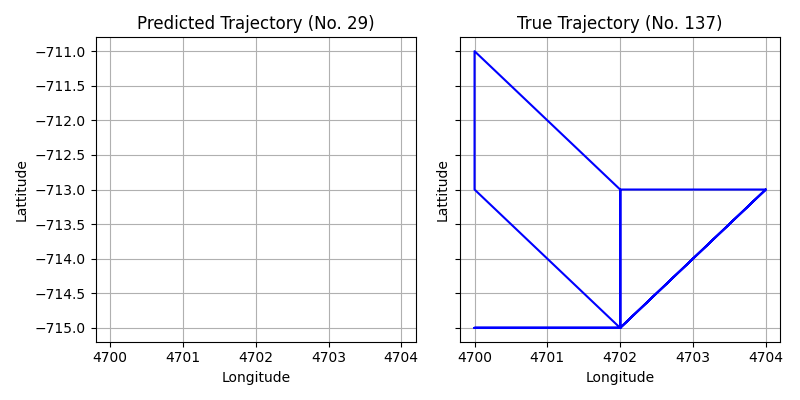 Predicted Trajectory (No. 29)
Lattitude
−711.0
−711.5
−712.0
−712.5
−713.0
−713.5
−714.0
−714.5
−715.0
4700 4701 4702 4703 4704
Longitude
True Trajectory (No. 137)
Lattitude
4700 4701 4702 4703 4704
Longitude